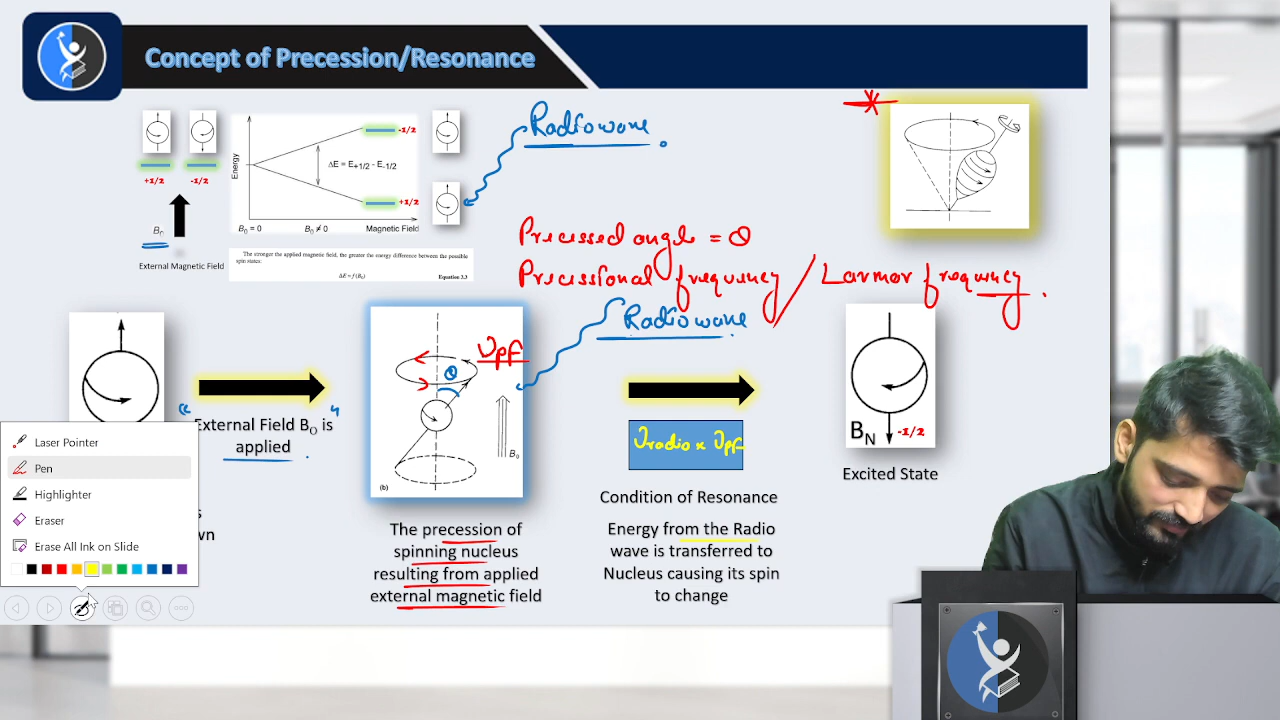 Concept of Precession/Resonance
+1/2
-1/2
B₀
External Magnetic Field
Energy
-1/2
ΔE = E+1/2 - E-1/2
+1/2
B₀ = 0
B₀ ≠ 0
Magnetic Field
The stronger the applied magnetic field, the greater the energy difference between the possible
spin states:
ΔE = f (B₀)
Equation 3.3
Radiowave
Precessed angle = θ
Precessional frequency / Larmor frequency.
Radiowave
"External Field B₀ is"
applied
νpf
θ
B₀
(b)
The precession of
spinning nucleus
resulting from applied
external magnetic field
νradio x νpf
Condition of Resonance
Energy from the Radio
wave is transferred to
Nucleus causing its spin
to change
B_N
-1/2
Excited State
Laser Pointer
Pen
Highlighter
Eraser
Erase All Ink on Slide